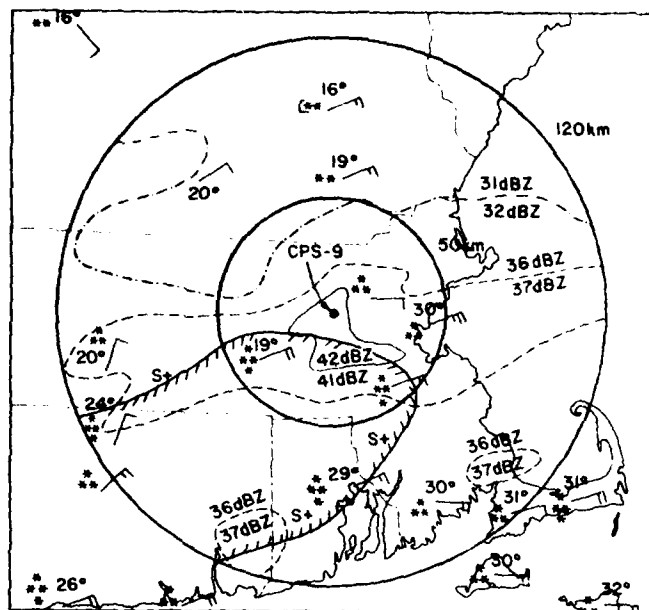 16°
16°
120km
19°
20°
31dBZ
32dBZ
50km
CPS-9
36dBZ
37dBZ
30°
20°
19°
42dBZ
41dBZ
S+
24°
S+
36dBZ
37dBZ
29°
36dBZ
37dBZ
S+
30°
31°
31°
26°
30°
32°